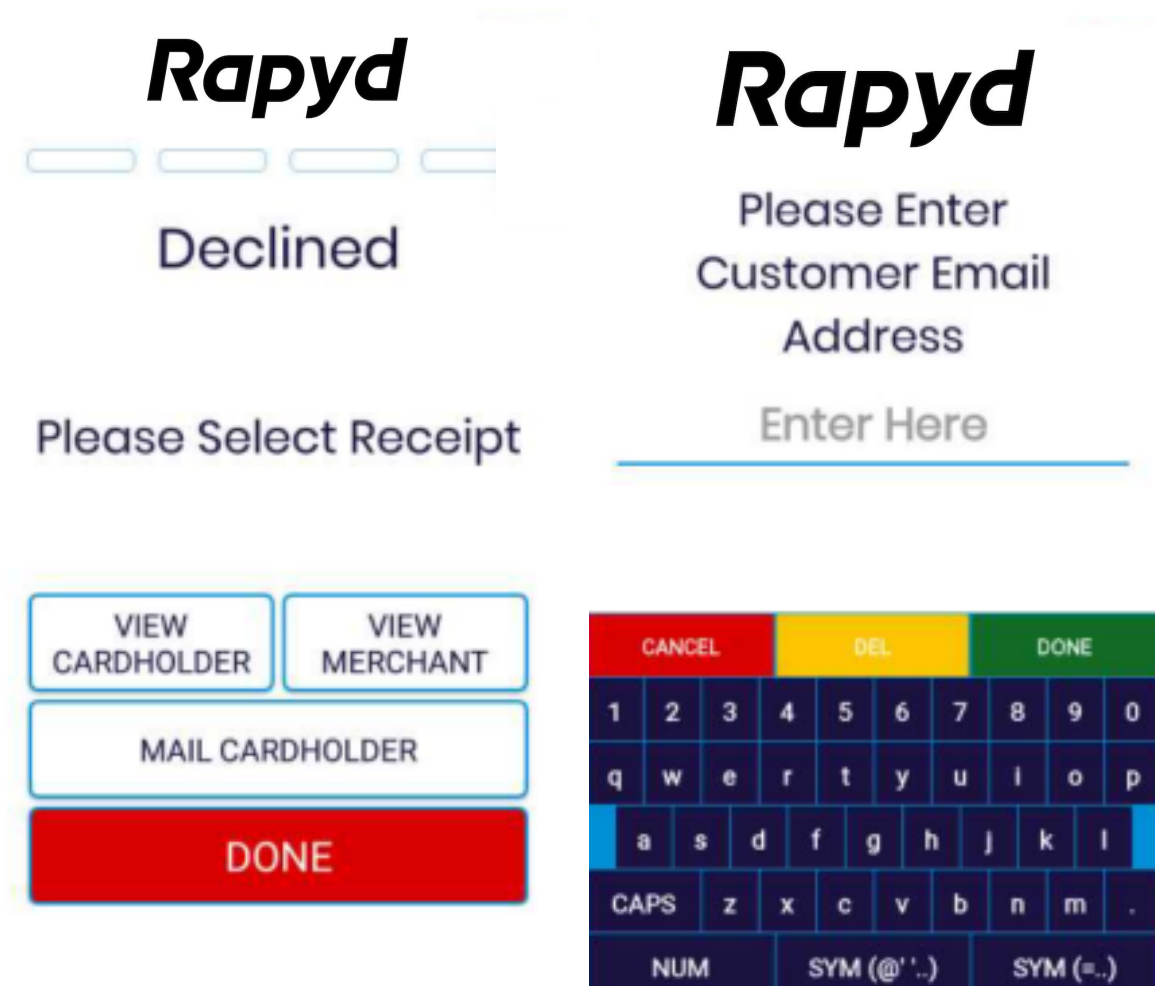 Rapyd
Declined
Please Select Receipt
VIEW
CARDHOLDER
VIEW
MERCHANT
MAIL CARDHOLDER
DONE
Rapyd
Please Enter
Customer Email
Address
Enter Here
CANCEL DEL DONE
1 2 3 4 5 6 7 8 9 0
q w e r t y u i o p
a s d f g h j k l
CAPS z x c v b n m .
NUM SYM (@' '..) SYM (=..)